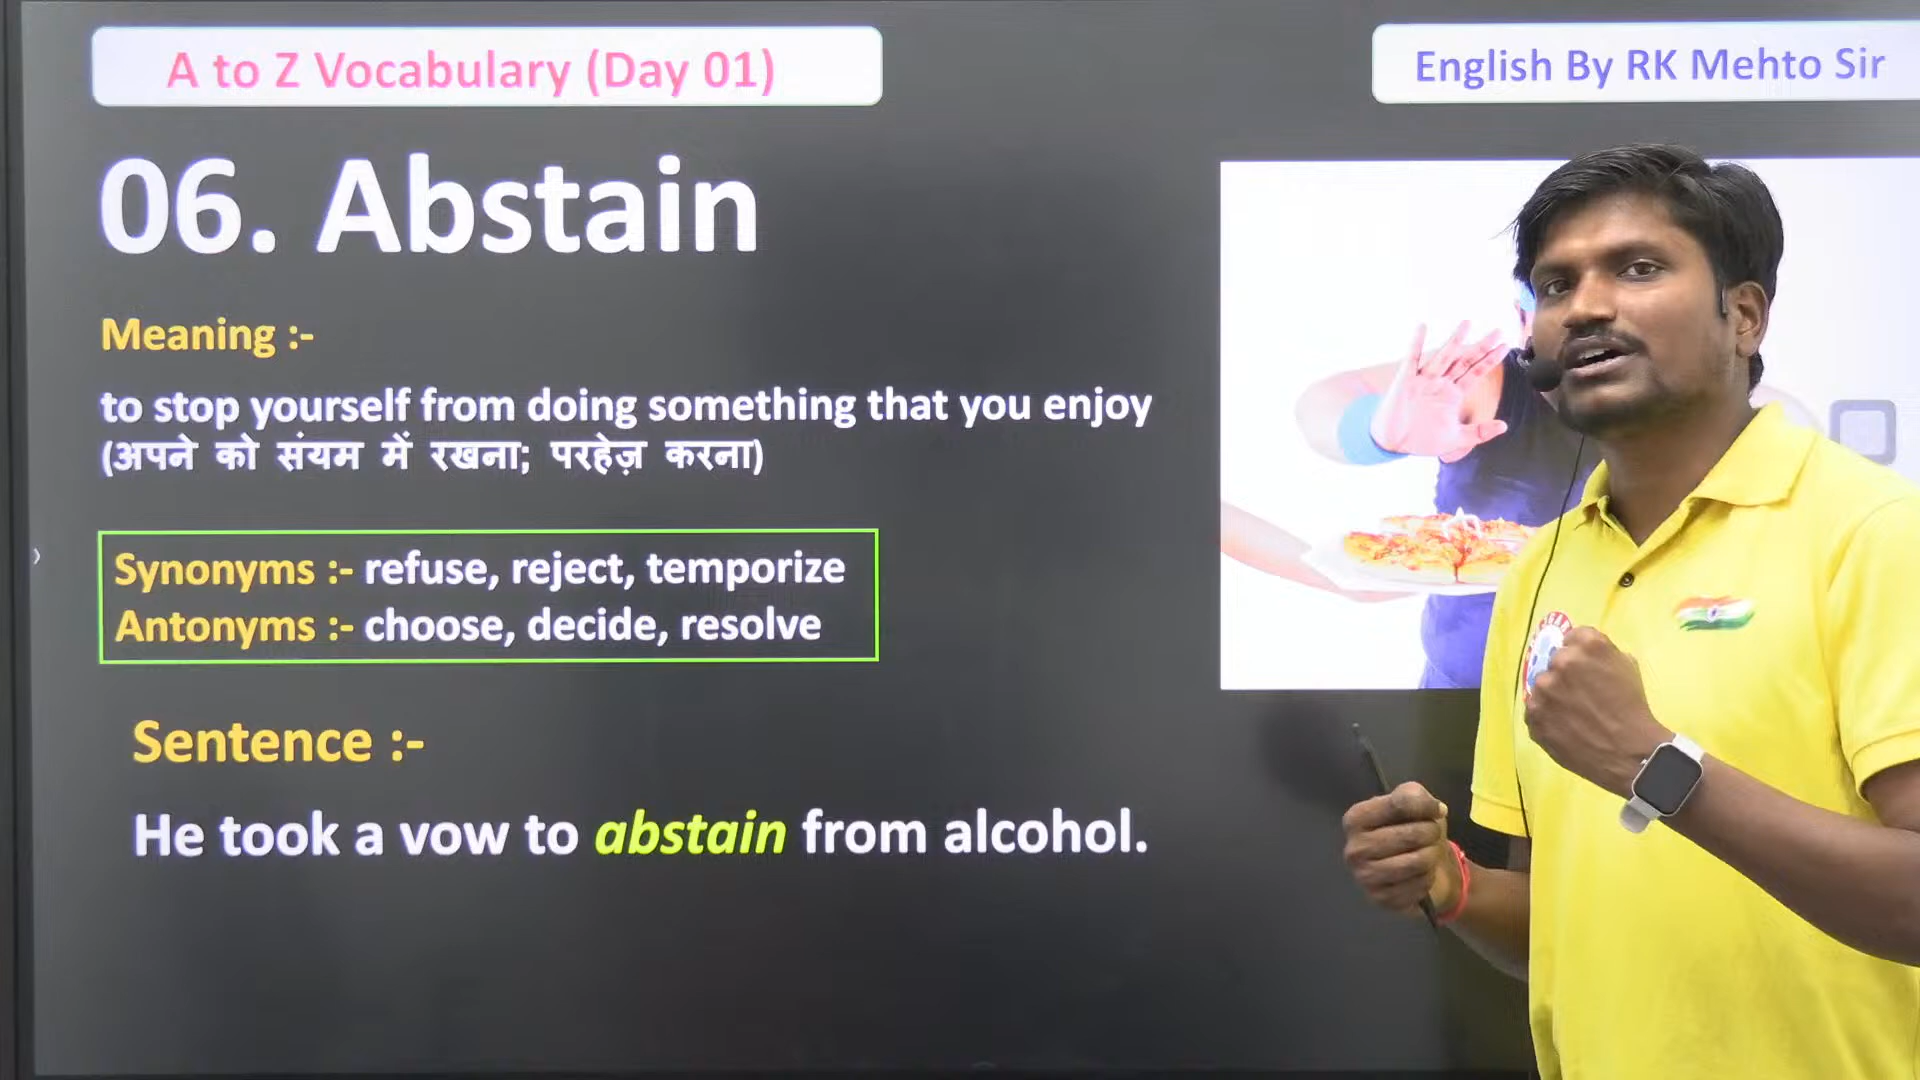 A to Z Vocabulary (Day 01)
English By RK Mehto Sir
06. Abstain
Meaning :-
to stop yourself from doing something that you enjoy
(अपने को संयम में रखना; परहेज़ करना)
Synonyms :- refuse, reject, temporize
Antonyms :- choose, decide, resolve
Sentence :-
He took a vow to abstain from alcohol.